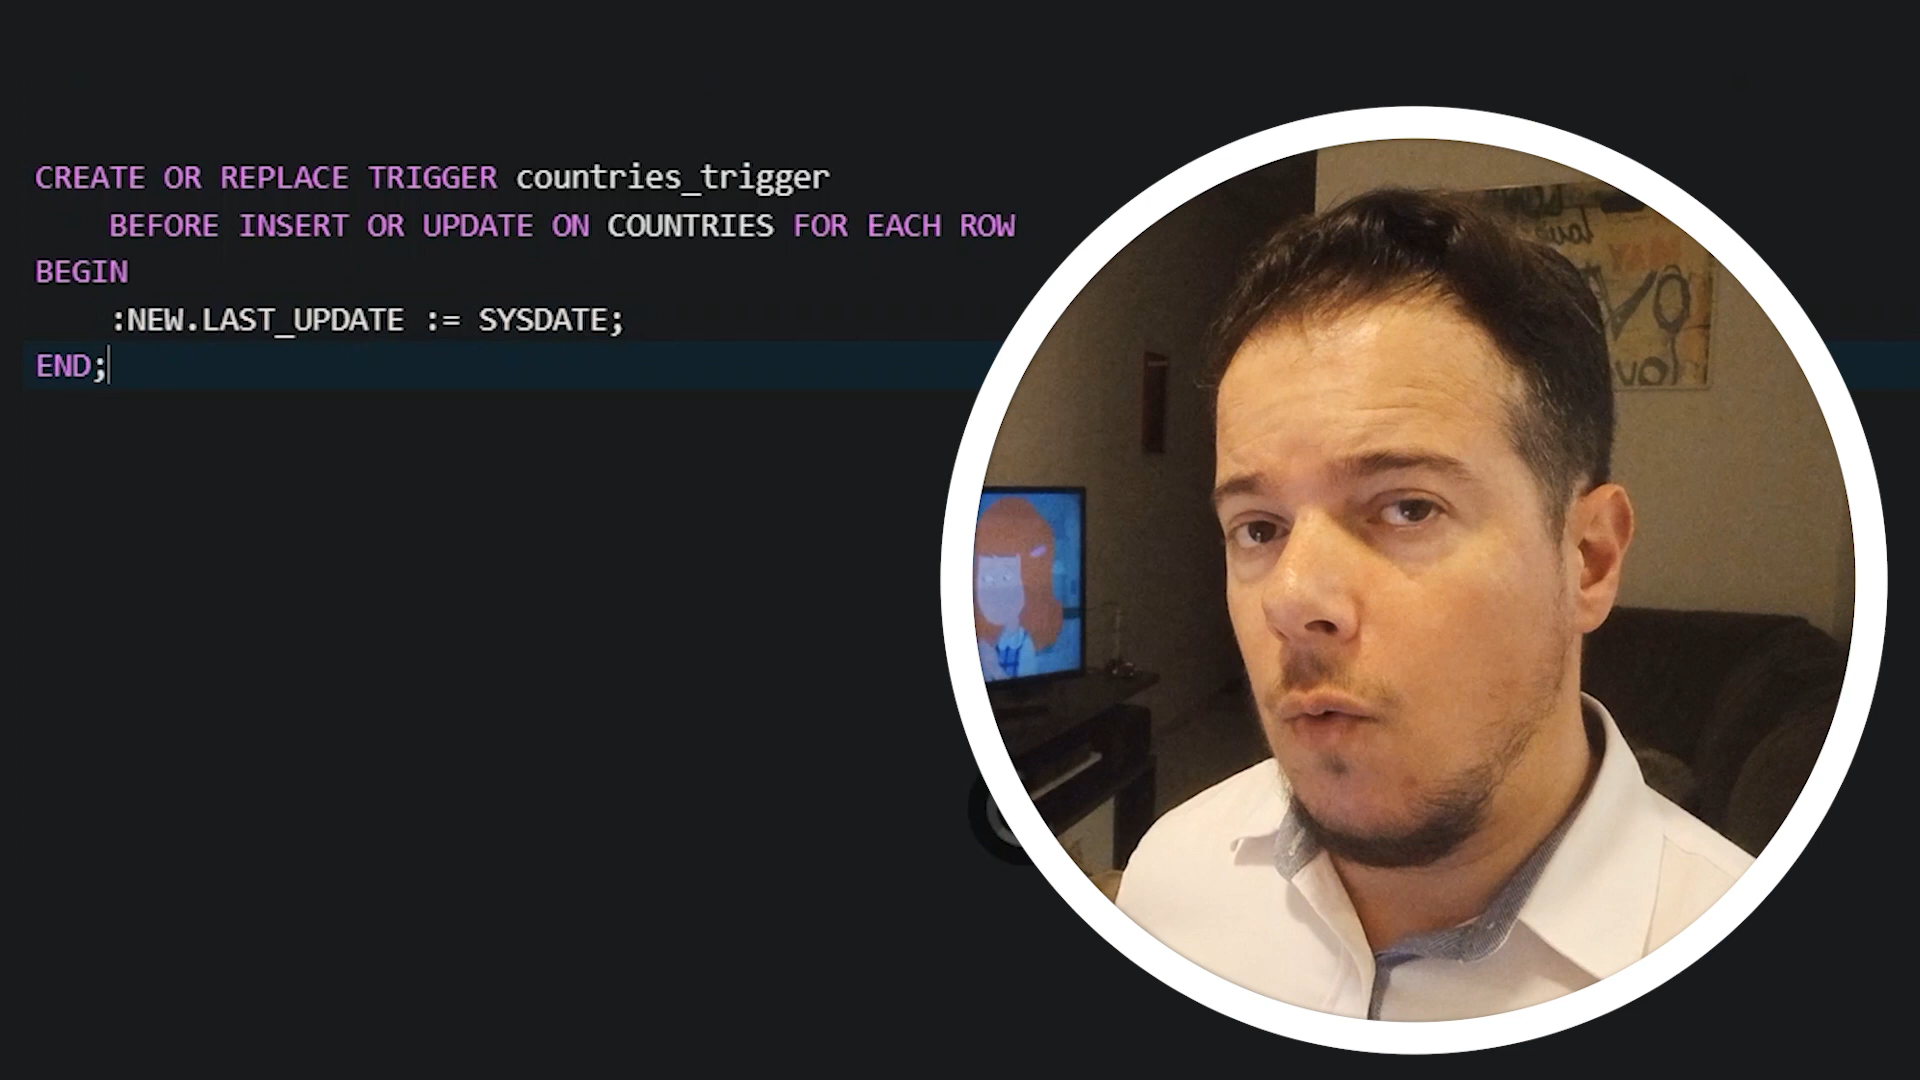 CREATE OR REPLACE TRIGGER countries_trigger
BEFORE INSERT OR UPDATE ON COUNTRIES FOR EACH ROW
BEGIN
:NEW.LAST_UPDATE := SYSDATE;
END;